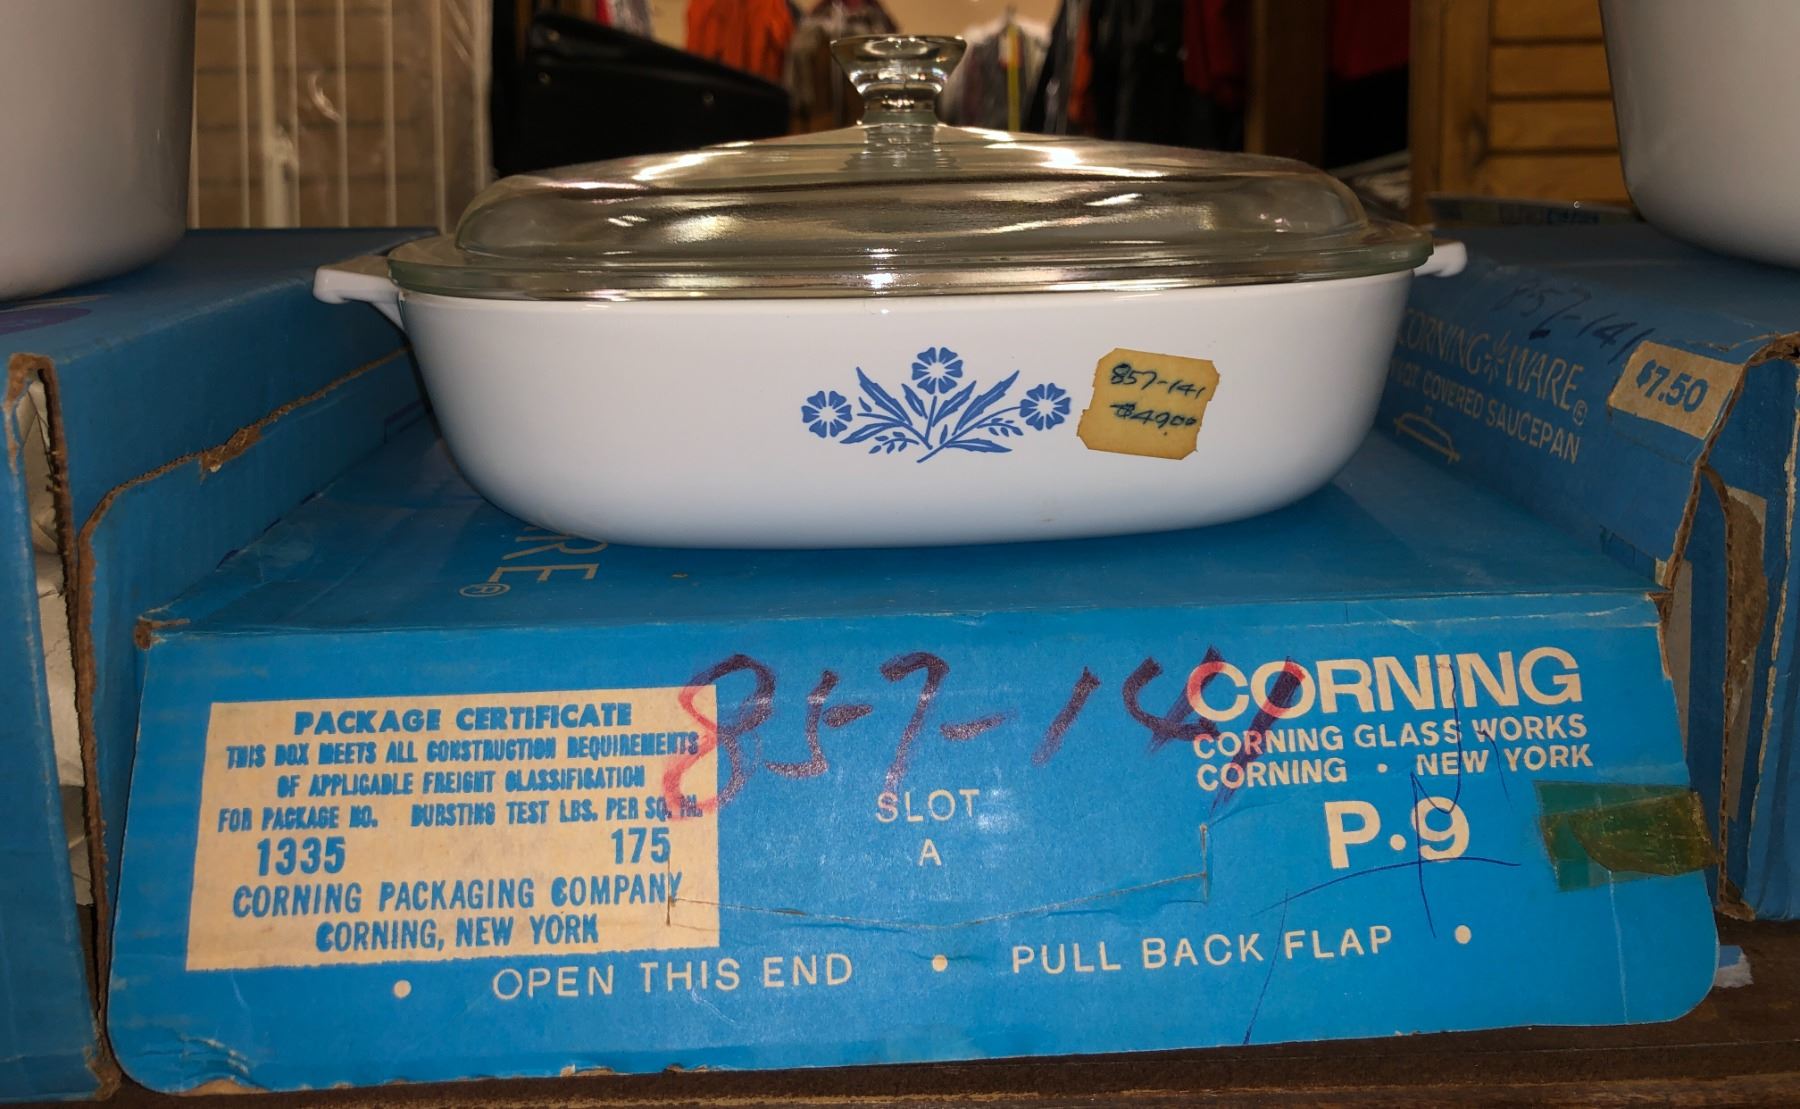 857-141
$49.00
CORNING WARE®
COVERED SAUCEPAN
857-141
$7.50
RE®
857-141
PACKAGE CERTIFICATE
THIS BOX MEETS ALL CONSTRUCTION REQUIREMENTS
OF APPLICABLE FREIGHT CLASSIFICATION
FOR PACKAGE NO. BURSTING TEST LBS. PER SQ. IN.
1335 175
CORNING PACKAGING COMPANY
CORNING, NEW YORK
SLOT
A
CORNING
CORNING GLASS WORKS
CORNING • NEW YORK
P•9
• OPEN THIS END • PULL BACK FLAP •